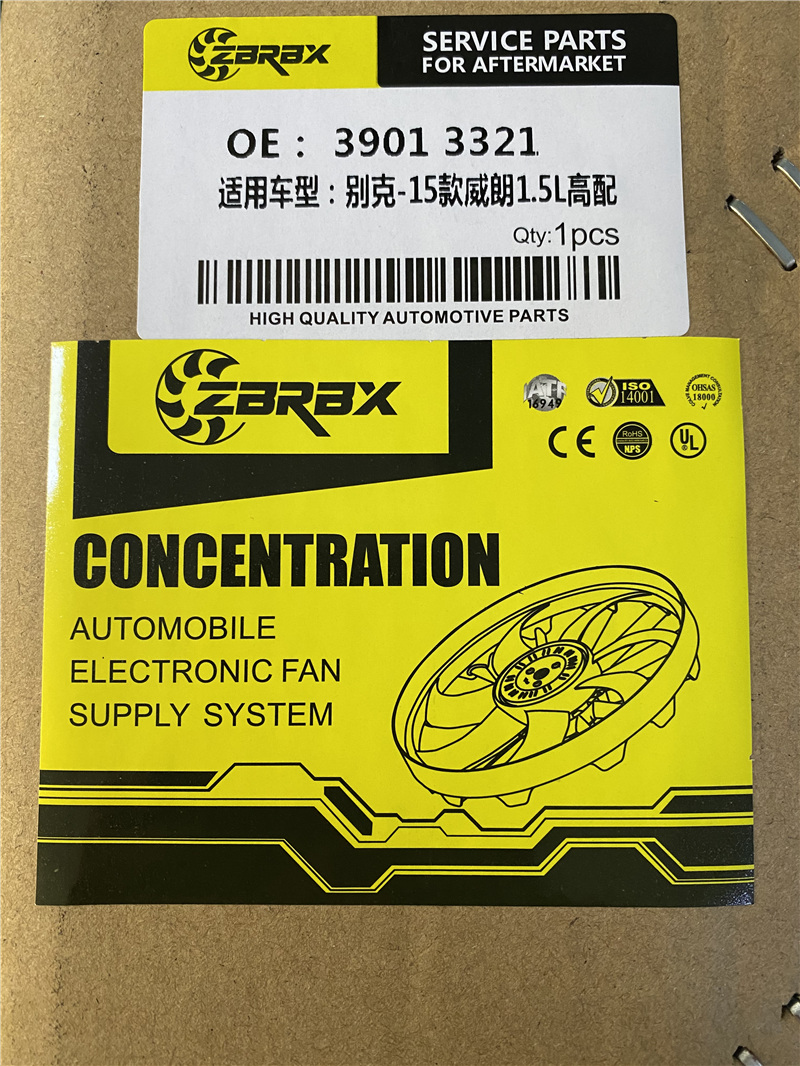 ZBRBX
SERVICE PARTS
FOR AFTERMARKET
OE： 3901 3321
适用车型：别克-15款威朗1.5L高配
Qty:1pcs
HIGH QUALITY AUTOMOTIVE PARTS
ZBRBX
IATF
16949
ISO
14001
OHSAS
18000
CE
RoHS
NPS
UL
CONCENTRATION
AUTOMOBILE
ELECTRONIC FAN
SUPPLY SYSTEM